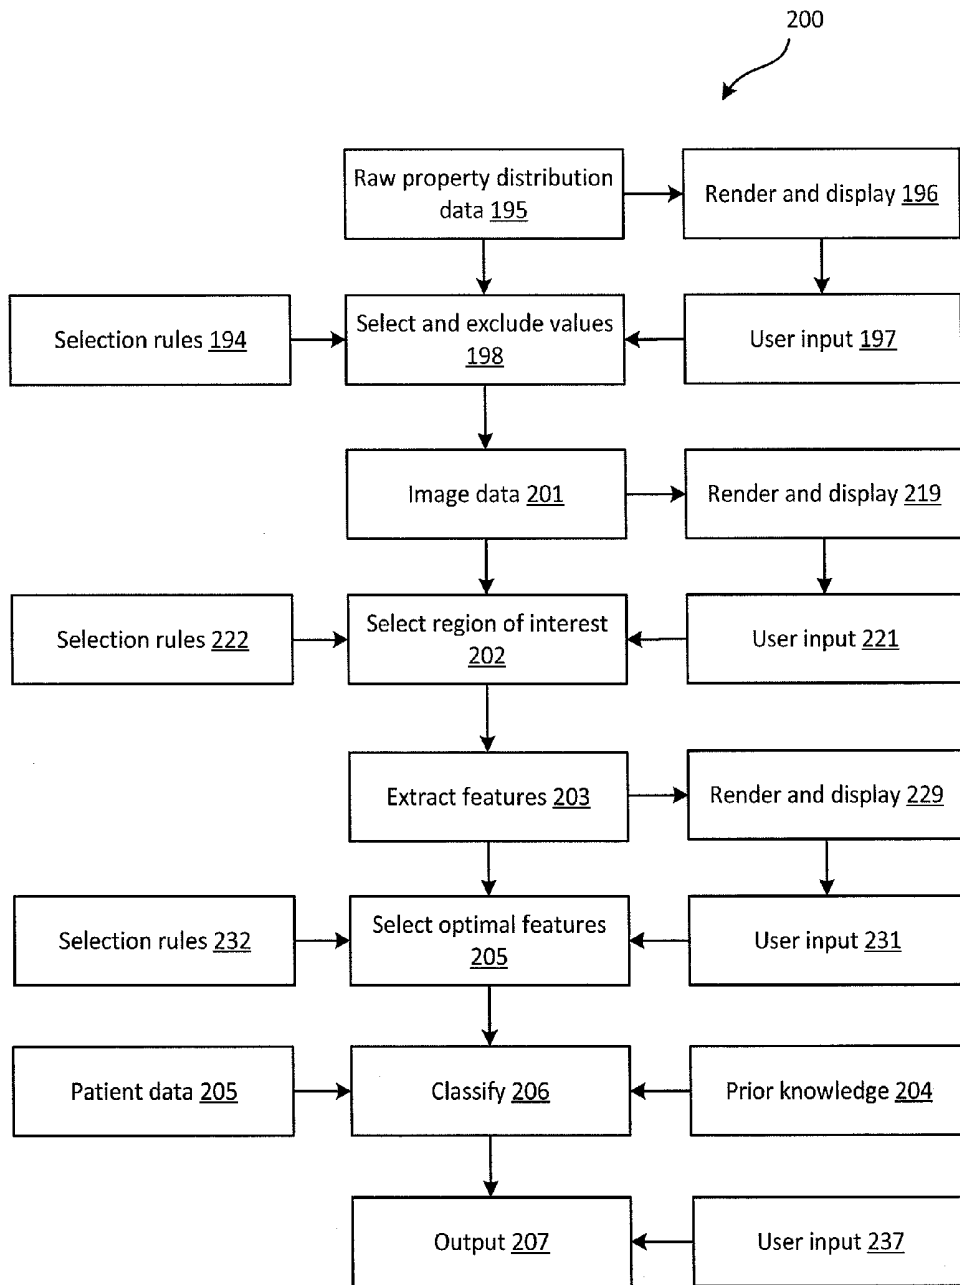 200
Raw property distribution
data 195
Render and display 196
Selection rules 194
Select and exclude values
198
User input 197
Image data 201
Render and display 219
Selection rules 222
Select region of interest
202
User input 221
Extract features 203
Render and display 229
Selection rules 232
Select optimal features
205
User input 231
Patient data 205
Classify 206
Prior knowledge 204
Output 207
User input 237